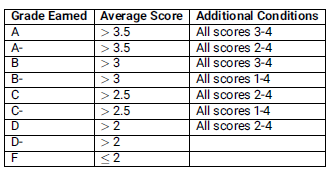 Grade Earned Average Score Additional Conditions
A > 3.5 All scores 3-4
A- > 3.5 All scores 2-4
B > 3 All scores 3-4
B- > 3 All scores 1-4
C > 2.5 All scores 2-4
C- > 2.5 All scores 1-4
D > 2 All scores 2-4
D- > 2
F ≤ 2